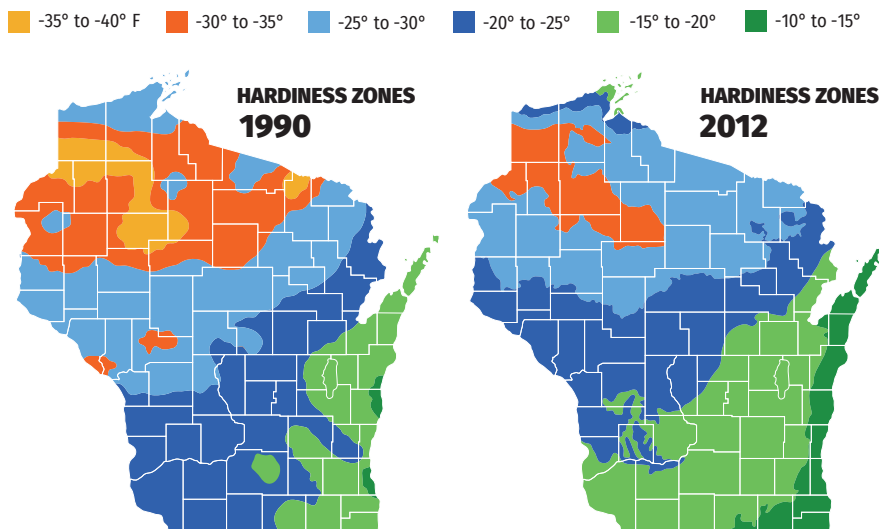 -35° to -40° F -30° to -35° -25° to -30° -20° to -25° -15° to -20° -10° to -15°
HARDINESS ZONES
1990
HARDINESS ZONES
2012